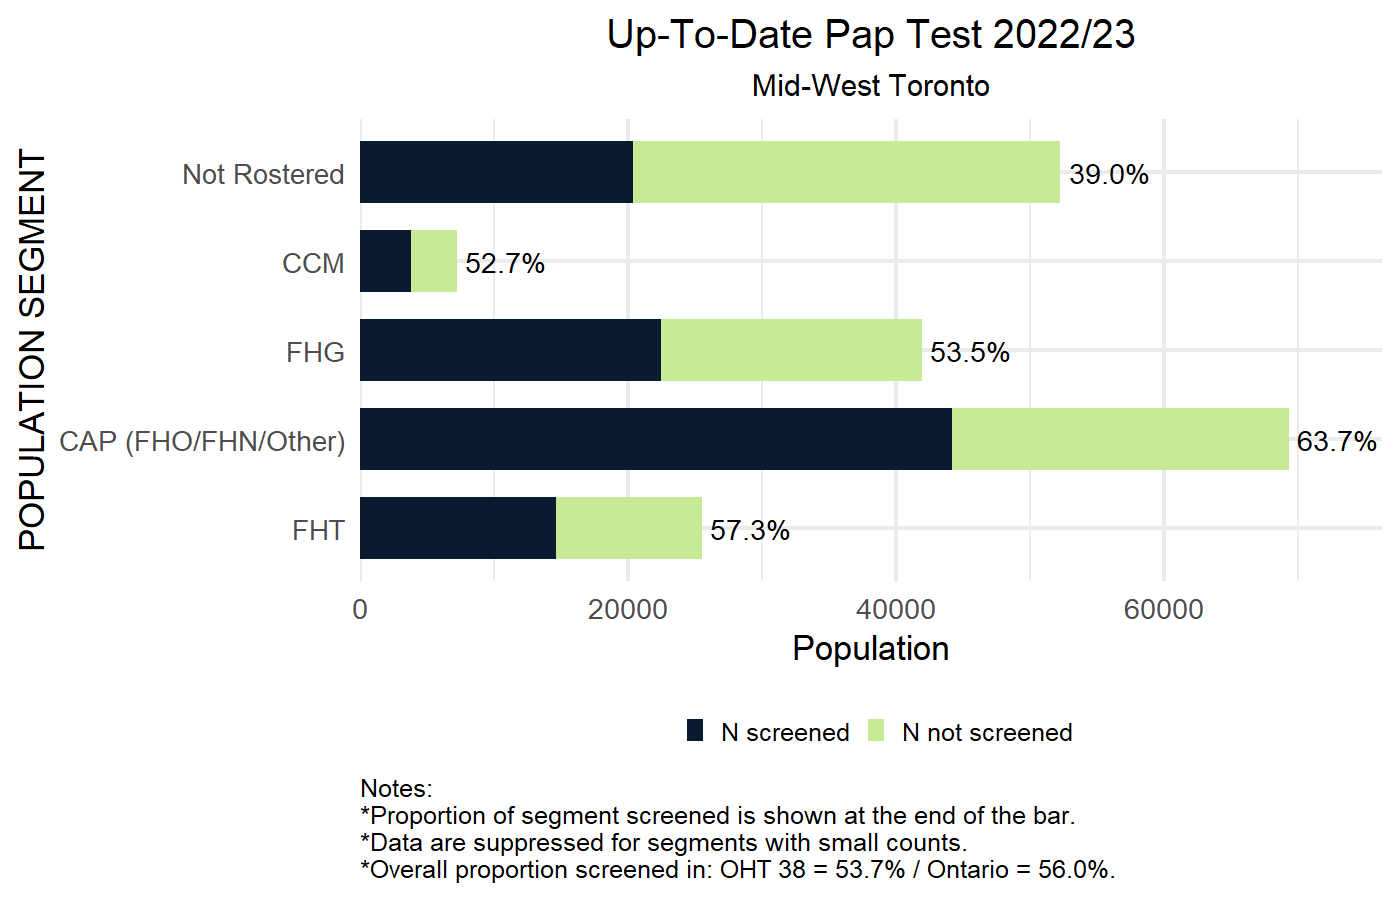 Up-To-Date Pap Test 2022/23
Mid-West Toronto
POPULATION SEGMENT
Not Rostered
39.0%
CCM
52.7%
FHG
53.5%
CAP (FHO/FHN/Other)
63.7%
FHT
57.3%
0 20000 40000 60000
Population
N screened N not screened
Notes:
*Proportion of segment screened is shown at the end of the bar.
*Data are suppressed for segments with small counts.
*Overall proportion screened in: OHT 38 = 53.7% / Ontario = 56.0%.